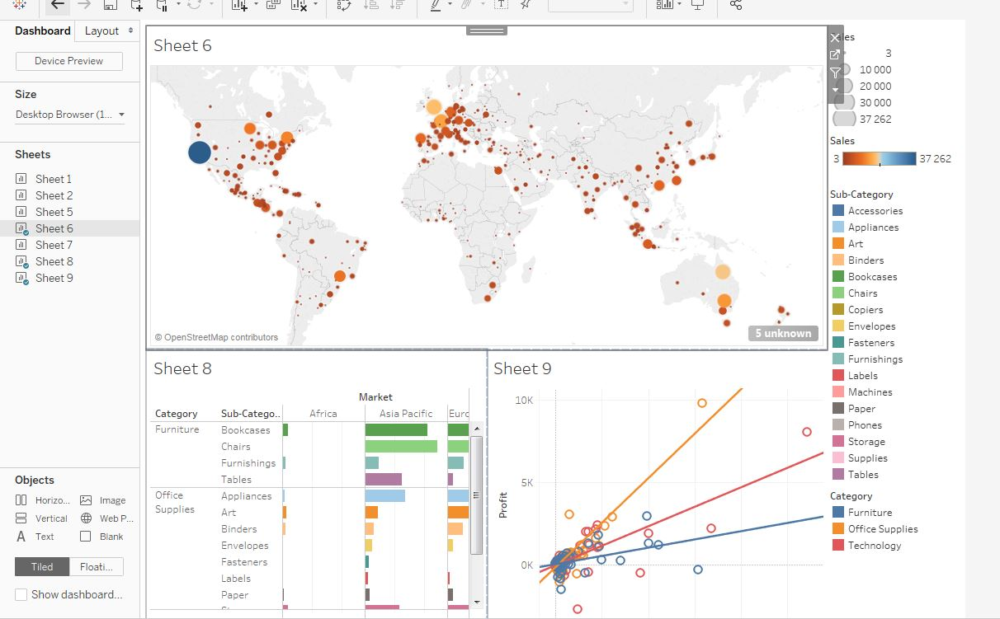 Dashboard Layout
Device Preview
Size
Desktop Browser (1...
Sheets
Sheet 1
Sheet 2
Sheet 5
Sheet 6
Sheet 7
Sheet 8
Sheet 9
Objects
Horizo... Image
Vertical Web P...
Text Blank
Tiled Floati...
Show dashboard...
Sheet 6
© OpenStreetMap contributors
5 unknown
Sheet 8
Market
Category Sub-Catego.. Africa Asia Pacific Euro
Furniture Bookcases
Chairs
Furnishings
Tables
Office Supplies Appliances
Art
Binders
Envelopes
Fasteners
Labels
Paper
Sheet 9
10K
5K
0K
Profit
3
10 000
20 000
30 000
37 262
Sales
3 37 262
Sub-Category
Accessories
Appliances
Art
Binders
Bookcases
Chairs
Copiers
Envelopes
Fasteners
Furnishings
Labels
Machines
Paper
Phones
Storage
Supplies
Tables
Category
Furniture
Office Supplies
Technology